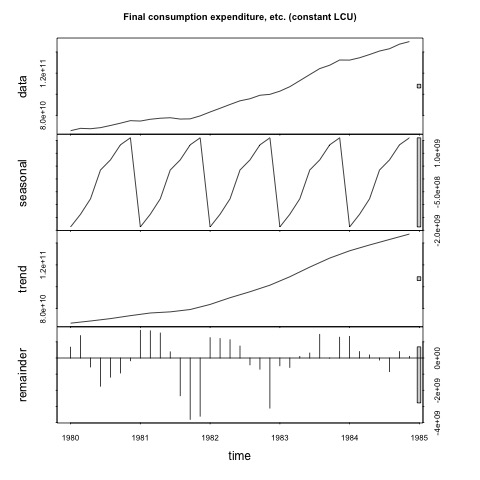 Final consumption expenditure, etc. (constant LCU)
data
8.0e+10 1.2e+11
seasonal
-2.0e+09 -5.0e+08 1.0e+09
trend
8.0e+10 1.2e+11
remainder
-4e+09 -2e+09 0e+00
1980 1981 1982 1983 1984 1985
time